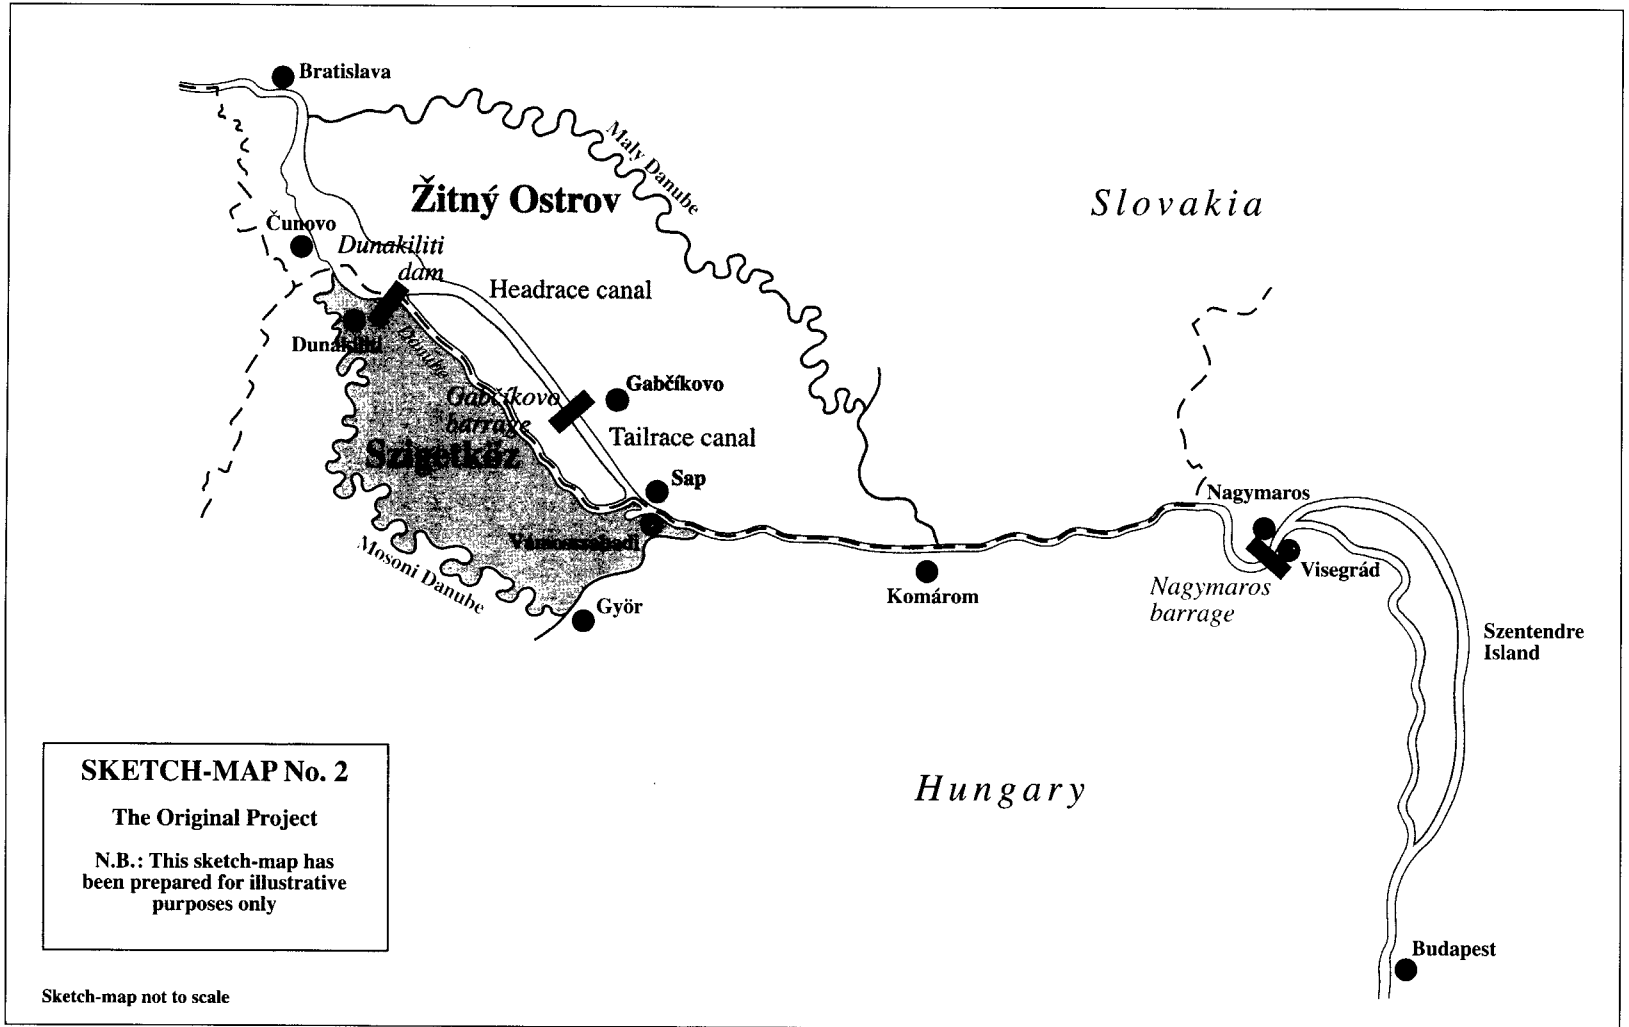 Bratislava
Maly Danube
Žitný Ostrov
Slovakia
Čunovo
Dunakiliti
dam
Headrace canal
Dunakiliti
Danube
Gabčíkovo
barrage
Gabčíkovo
Tailrace canal
Szigetköz
Sap
Nagymaros
Vámosszabadi
Mosoni Danube
Visegrád
Nagymaros
barrage
Komárom
Györ
Szentendre
Island
Hungary
SKETCH-MAP No. 2
The Original Project
N.B.: This sketch-map has
been prepared for illustrative
purposes only
Budapest
Sketch-map not to scale